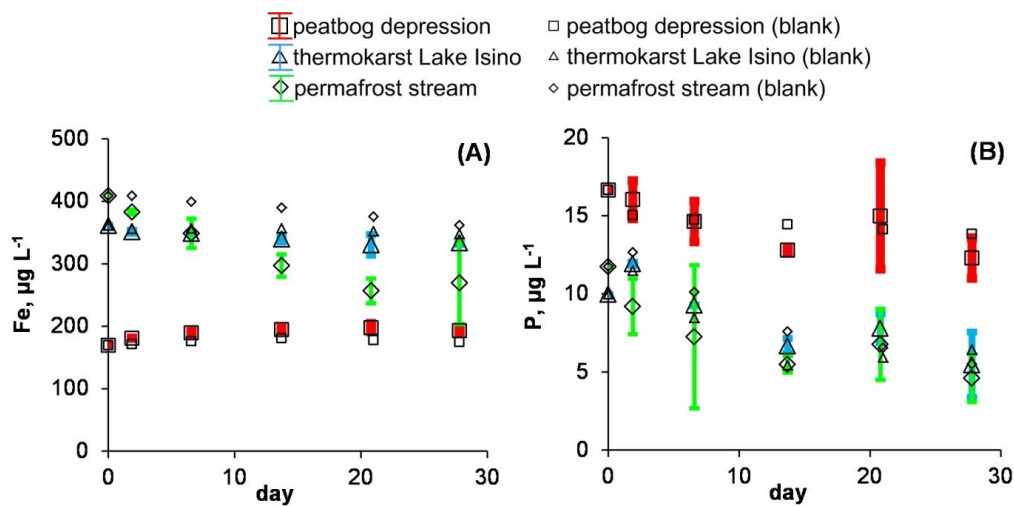 peatbog depression
thermokarst Lake Isino
permafrost stream
peatbog depression (blank)
thermokarst Lake Isino (blank)
permafrost stream (blank)
(A)
Fe, µg L-1
500
400
300
200
100
0
0 10 20 30
day
(B)
P, µg L-1
20
15
10
5
0
0 10 20 30
day